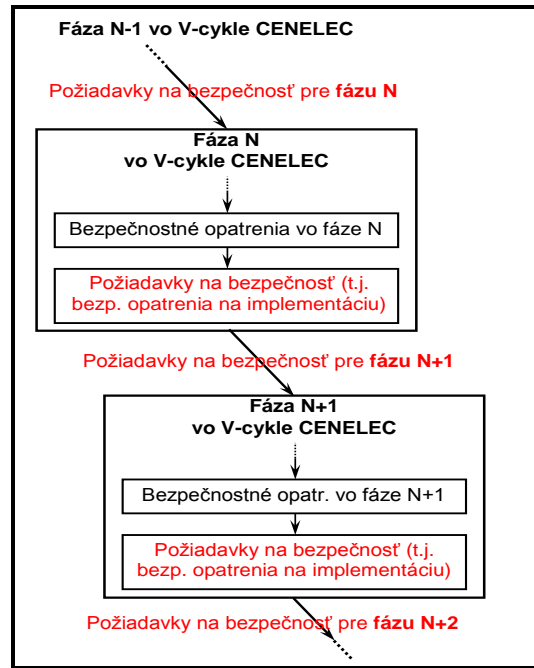 Fáza N-1 vo V-cykle CENELEC
Požiadavky na bezpečnosť pre fázu N
Fáza N
vo V-cykle CENELEC
Bezpečnostné opatrenia vo fáze N
Požiadavky na bezpečnosť (t.j.
bezp. opatrenia na implementáciu)
Požiadavky na bezpečnosť pre fázu N+1
Fáza N+1
vo V-cykle CENELEC
Bezpečnostné opatr. vo fáze N+1
Požiadavky na bezpečnosť (t.j.
bezp. opatrenia na implementáciu)
Požiadavky na bezpečnosť pre fázu N+2